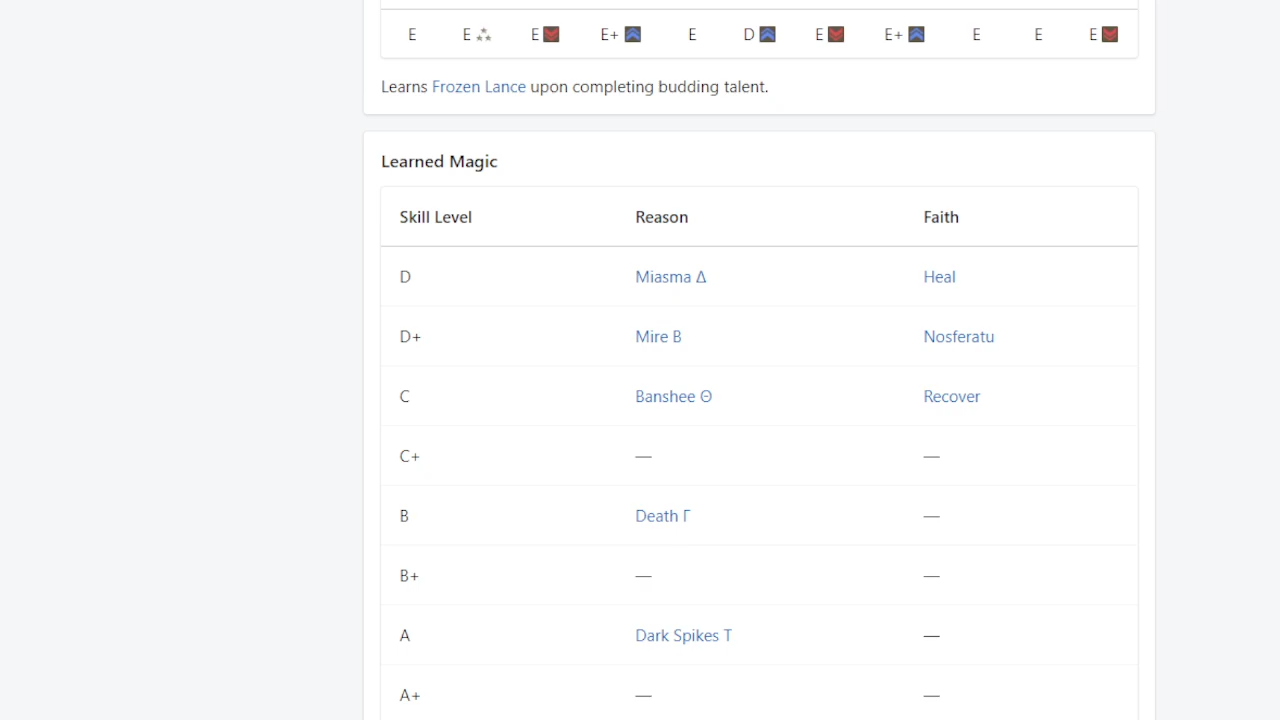 E E E E+ E D E E+ E E E
Learns Frozen Lance upon completing budding talent.
Learned Magic
Skill Level Reason Faith
D Miasma Δ Heal
D+ Mire B Nosferatu
C Banshee Θ Recover
C+ — —
B Death Γ —
B+ — —
A Dark Spikes T —
A+ — —